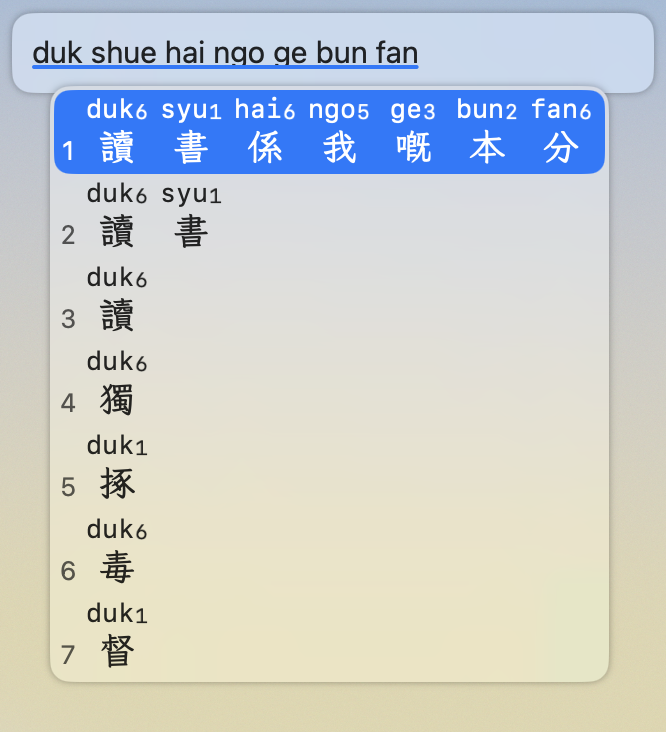 duk shue hai ngo ge bun fan
duk6 syu1 hai6 ngo5 ge3 bun2 fan6
1 讀 書 係 我 嘅 本 分
duk6 syu1
2 讀 書
duk6
3 讀
duk6
4 獨
duk1
5 㧻
duk6
6 毒
duk1
7 督